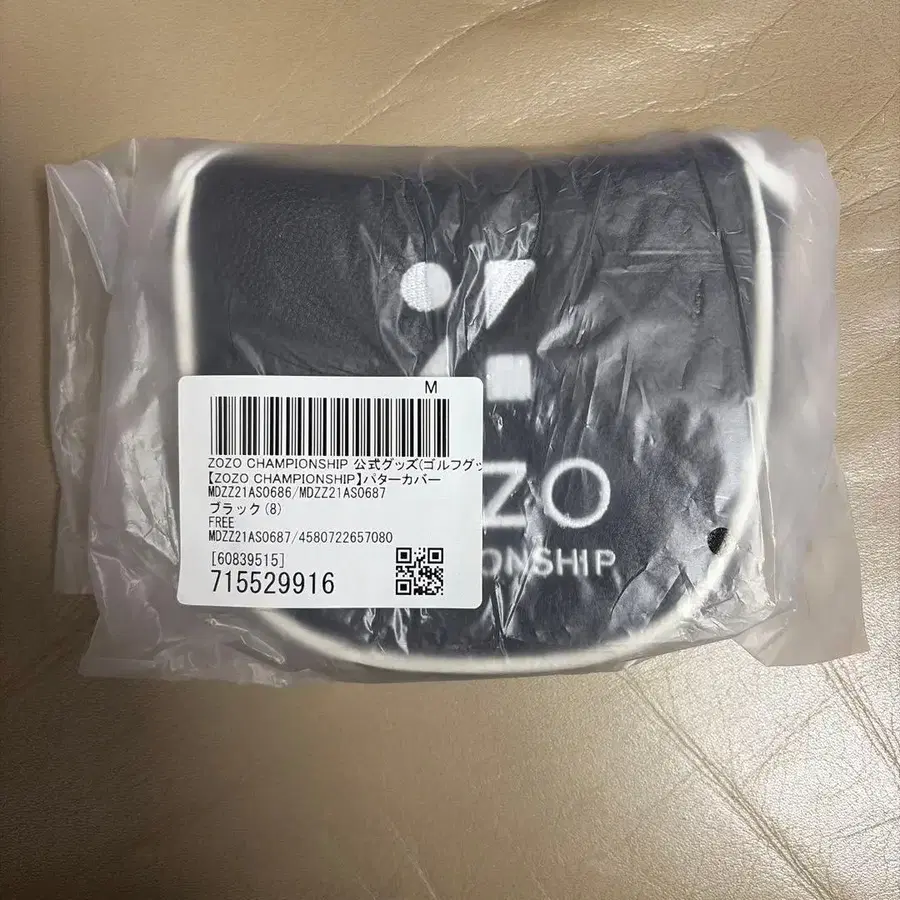 M
ZOZO CHAMPIONSHIP 公式グッズ(ゴルフグッ
【ZOZO CHAMPIONSHIP】パターカバー
MDZZ21AS0686/MDZZ21AS0687
ブラック(8)
FREE
MDZZ21AS0687/4580722657080
[60839515]
715529916
ZO
ONSHIP